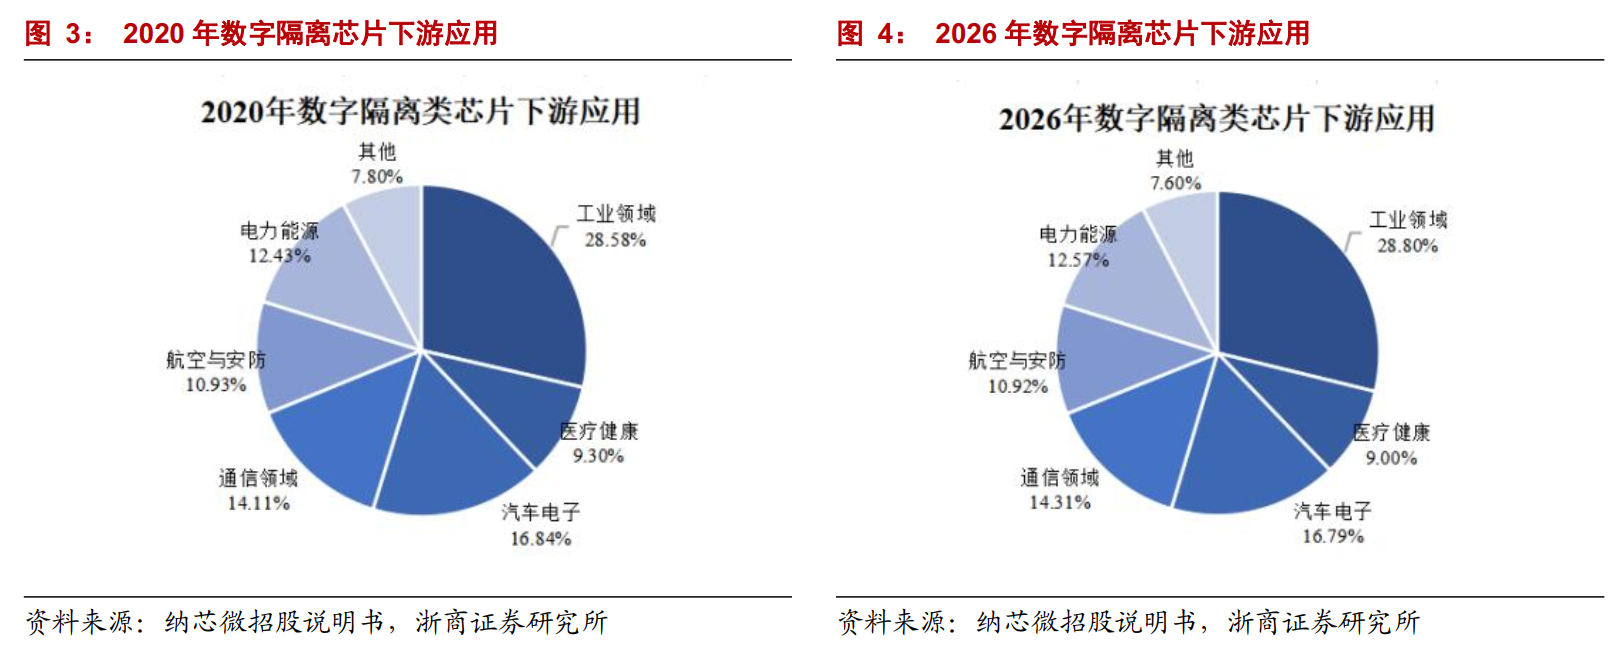 图 3： 2020 年数字隔离芯片下游应用
2020年数字隔离类芯片下游应用
其他
7.80%
工业领域
28.58%
电力能源
12.43%
航空与安防
10.93%
医疗健康
9.30%
通信领域
14.11%
汽车电子
16.84%
资料来源：纳芯微招股说明书，浙商证券研究所
图 4： 2026 年数字隔离芯片下游应用
2026年数字隔离类芯片下游应用
其他
7.60%
工业领域
28.80%
电力能源
12.57%
航空与安防
10.92%
医疗健康
9.00%
通信领域
14.31%
汽车电子
16.79%
资料来源：纳芯微招股说明书，浙商证券研究所